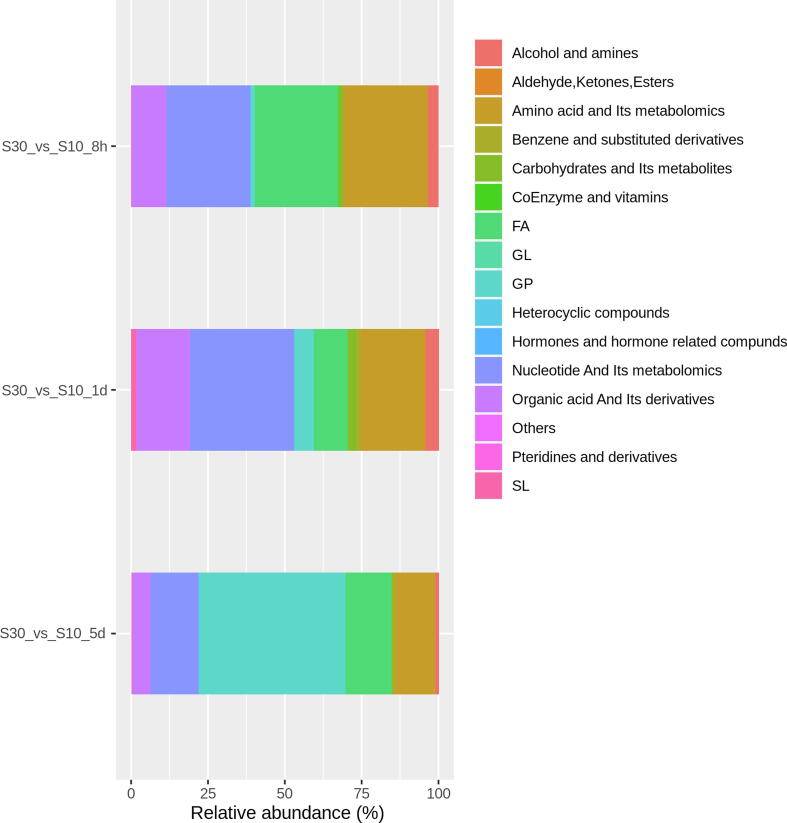 S30_vs_S10_8h
S30_vs_S10_1d
S30_vs_S10_5d
0 25 50 75 100
Relative abundance (%)
Alcohol and amines
Aldehyde,Ketones,Esters
Amino acid and Its metabolomics
Benzene and substituted derivatives
Carbohydrates and Its metabolites
CoEnzyme and vitamins
FA
GL
GP
Heterocyclic compounds
Hormones and hormone related compunds
Nucleotide And Its metabolomics
Organic acid And Its derivatives
Others
Pteridines and derivatives
SL